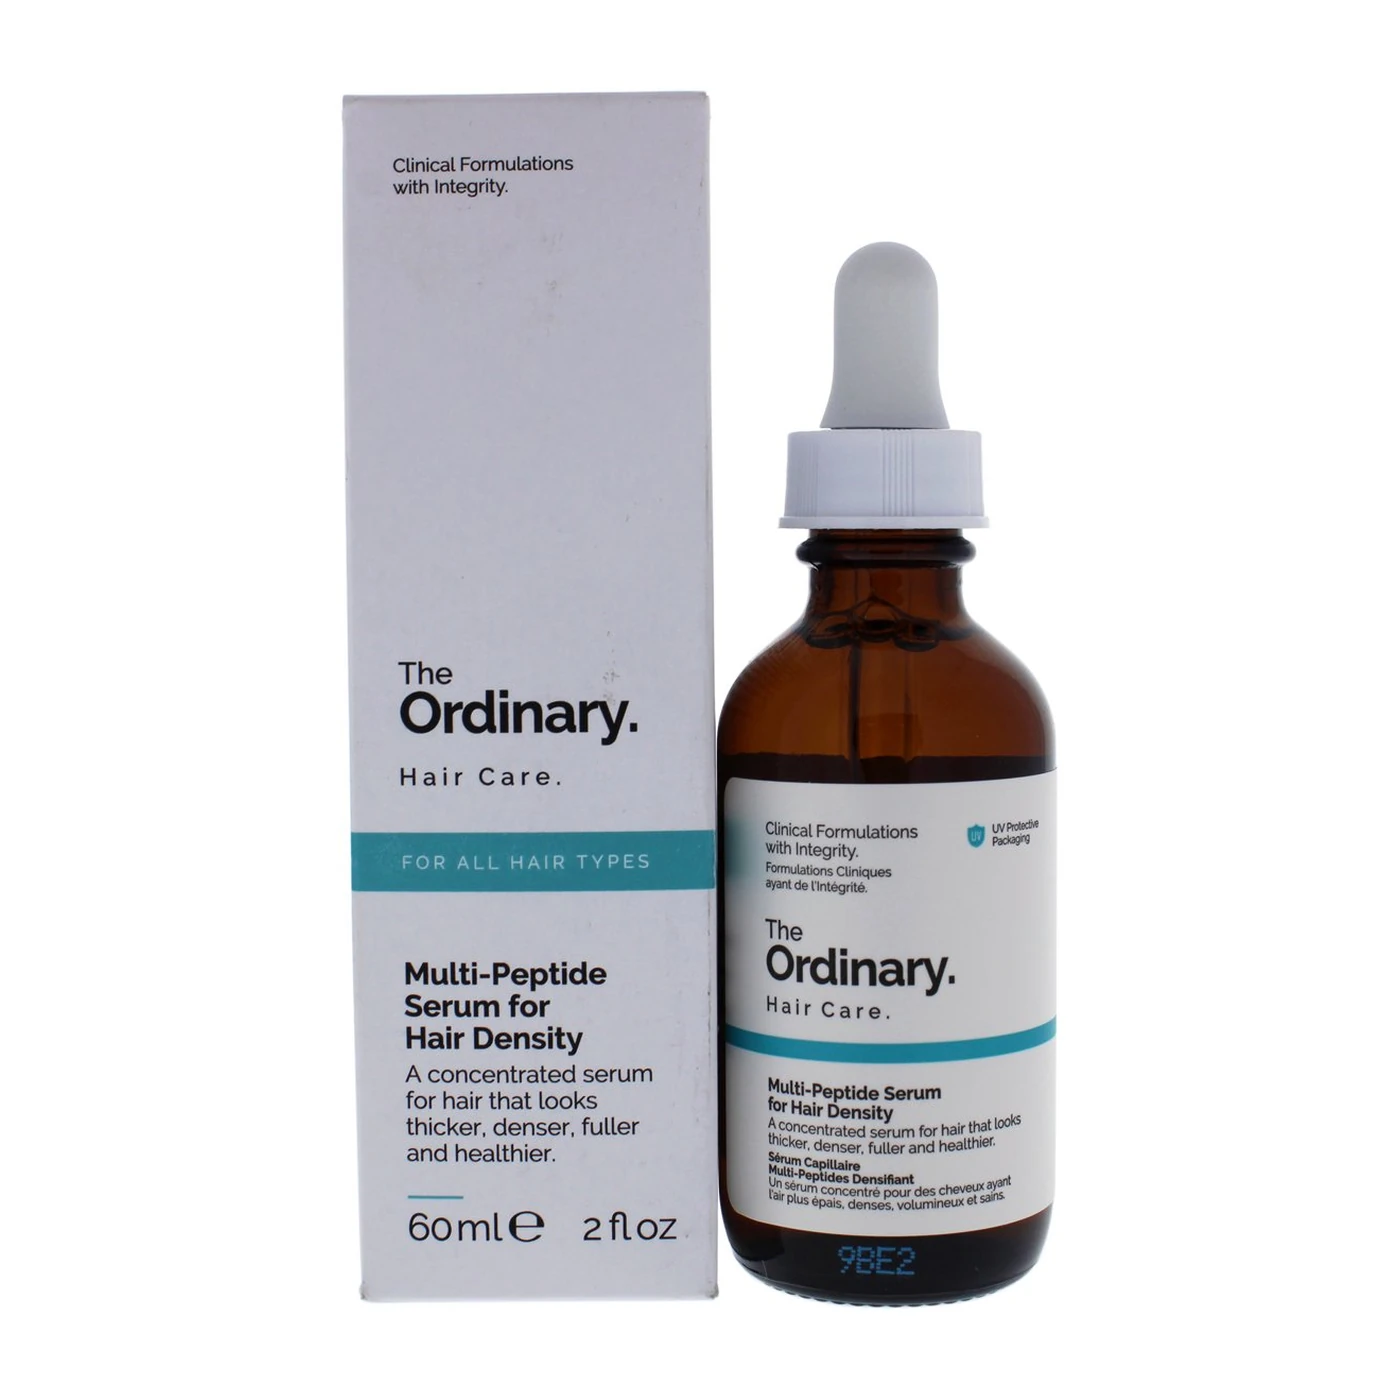 Clinical Formulations
with Integrity.
The
Ordinary.
Hair Care.
FOR ALL HAIR TYPES
Multi-Peptide
Serum for
Hair Density
A concentrated serum
for hair that looks
thicker, denser, fuller
and healthier.
60 ml ℮ 2 fl oz
Clinical Formulations
with Integrity.
Formulations Cliniques
ayant de l'Intégrité.
UV
UV Protective
Packaging
The
Ordinary.
Hair Care.
Multi-Peptide Serum
for Hair Density
A concentrated serum for hair that looks
thicker, denser, fuller and healthier.
Sérum Capillaire
Multi-Peptides Densifiant
Un sérum concentré pour des cheveux ayant
l'air plus épais, denses, volumineux et sains.
9BE2